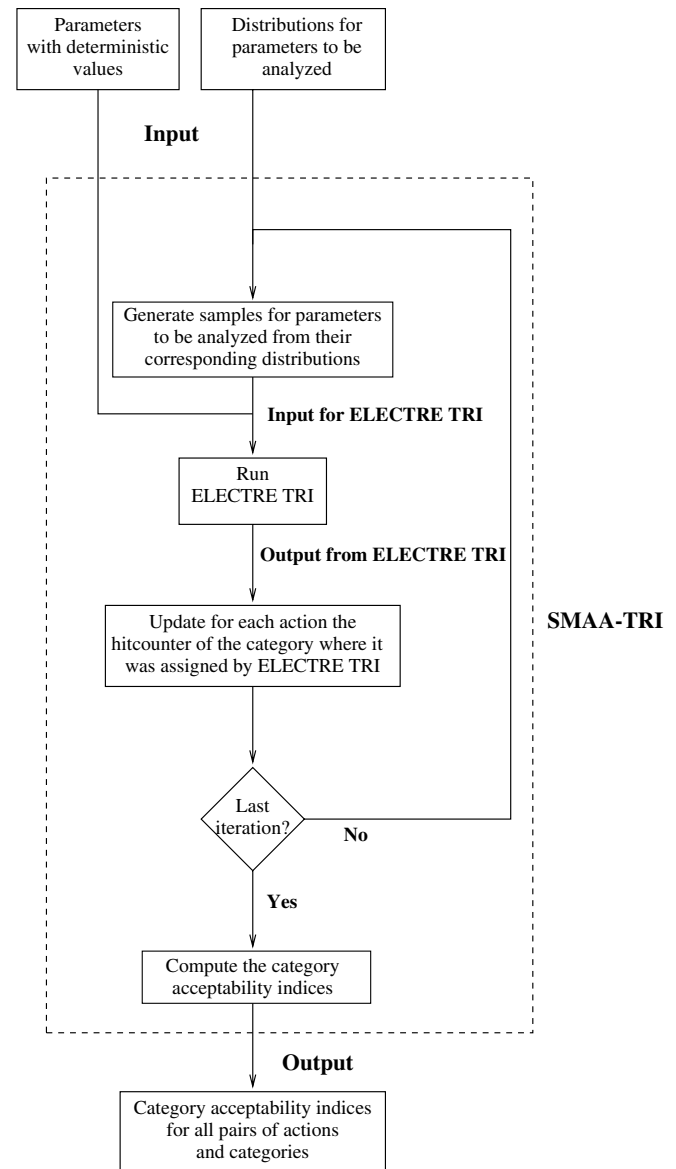 Parameters
with deterministic
values
Distributions for
parameters to be
analyzed
Input
Generate samples for parameters
to be analyzed from their
corresponding distributions
Input for ELECTRE TRI
Run
ELECTRE TRI
Output from ELECTRE TRI
Update for each action the
hitcounter of the category where it
was assigned by ELECTRE TRI
SMAA-TRI
Last
iteration?
No
Yes
Compute the category
acceptability indices
Output
Category acceptability indices
for all pairs of actions
and categories